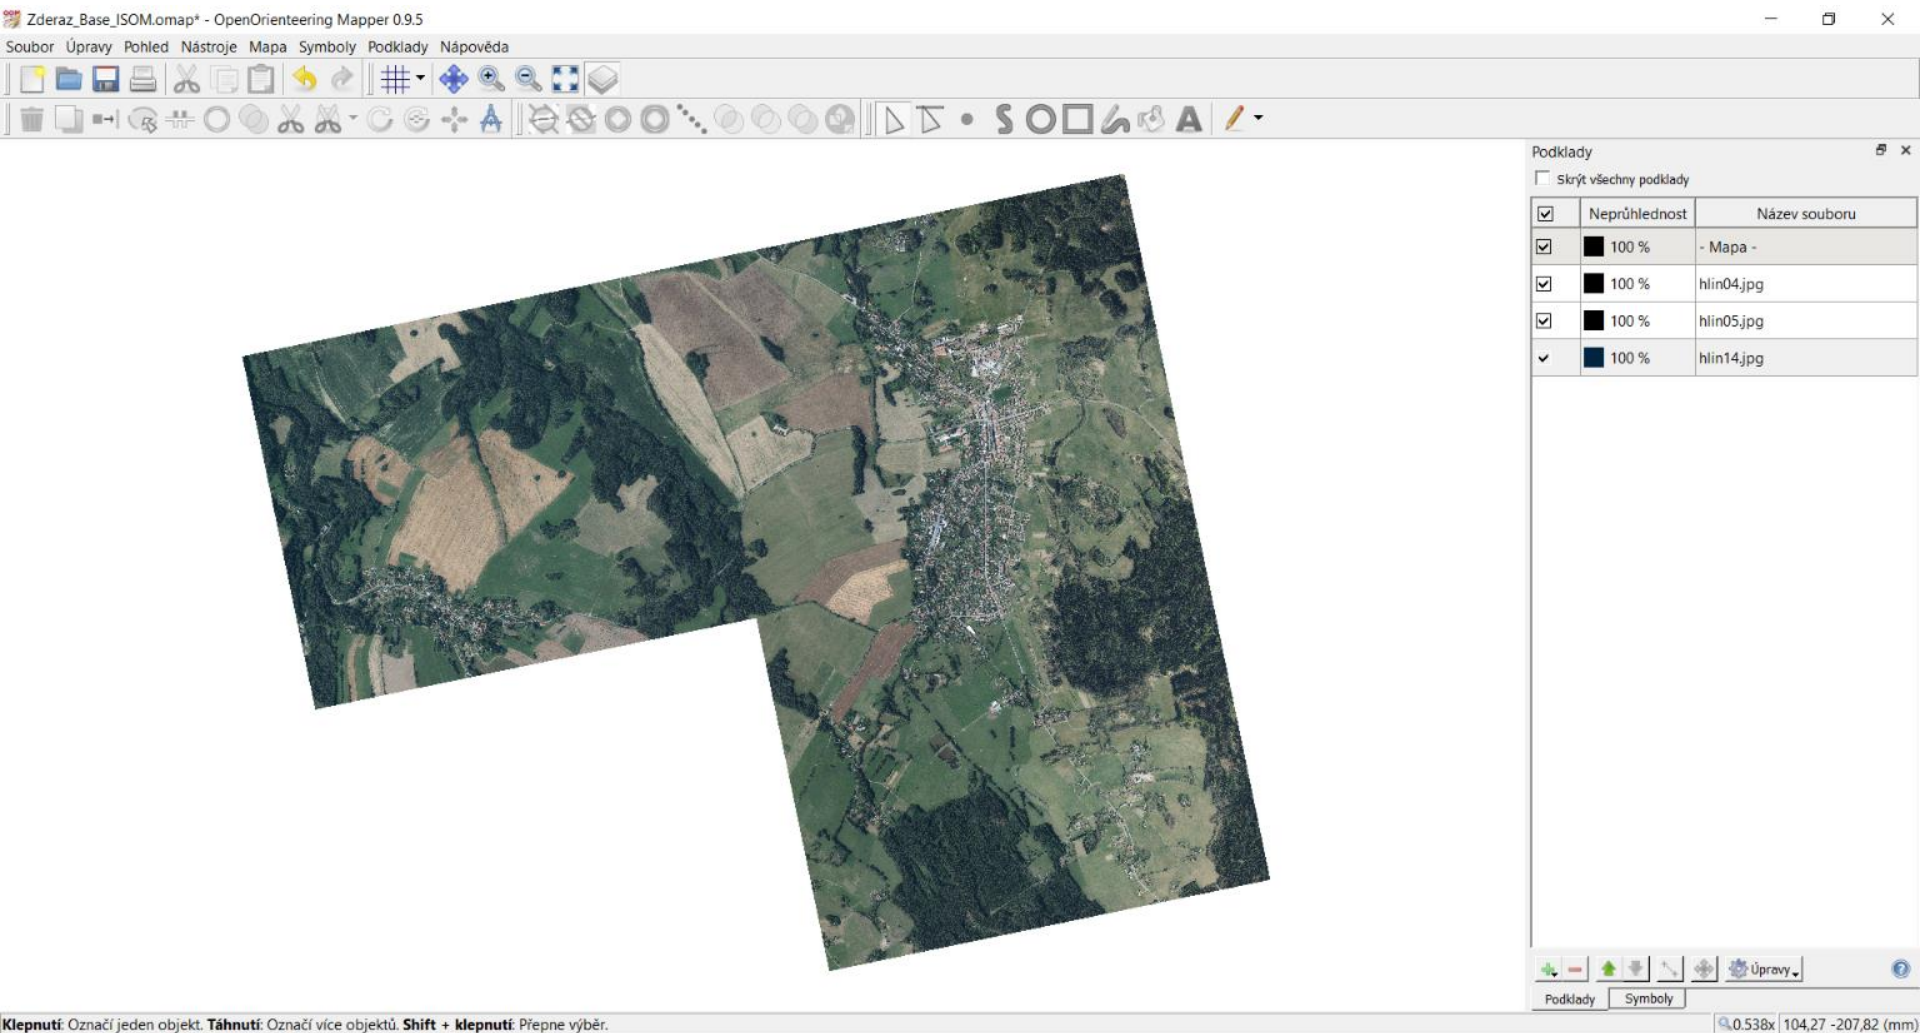 Zderaz_Base_ISOM.omap* - OpenOrienteering Mapper 0.9.5
Soubor Úpravy Pohled Nástroje Mapa Symboly Podklady Nápověda
Podklady
Skrýt všechny podklady
Neprůhlednost Název souboru
100 % - Mapa -
100 % hlin04.jpg
100 % hlin05.jpg
100 % hlin14.jpg
Úpravy
Podklady Symboly
Klepnutí: Označí jeden objekt. Táhnutí: Označí více objektů. Shift + klepnutí: Přepne výběr.
0.538x 104,27 -207,82 (mm)